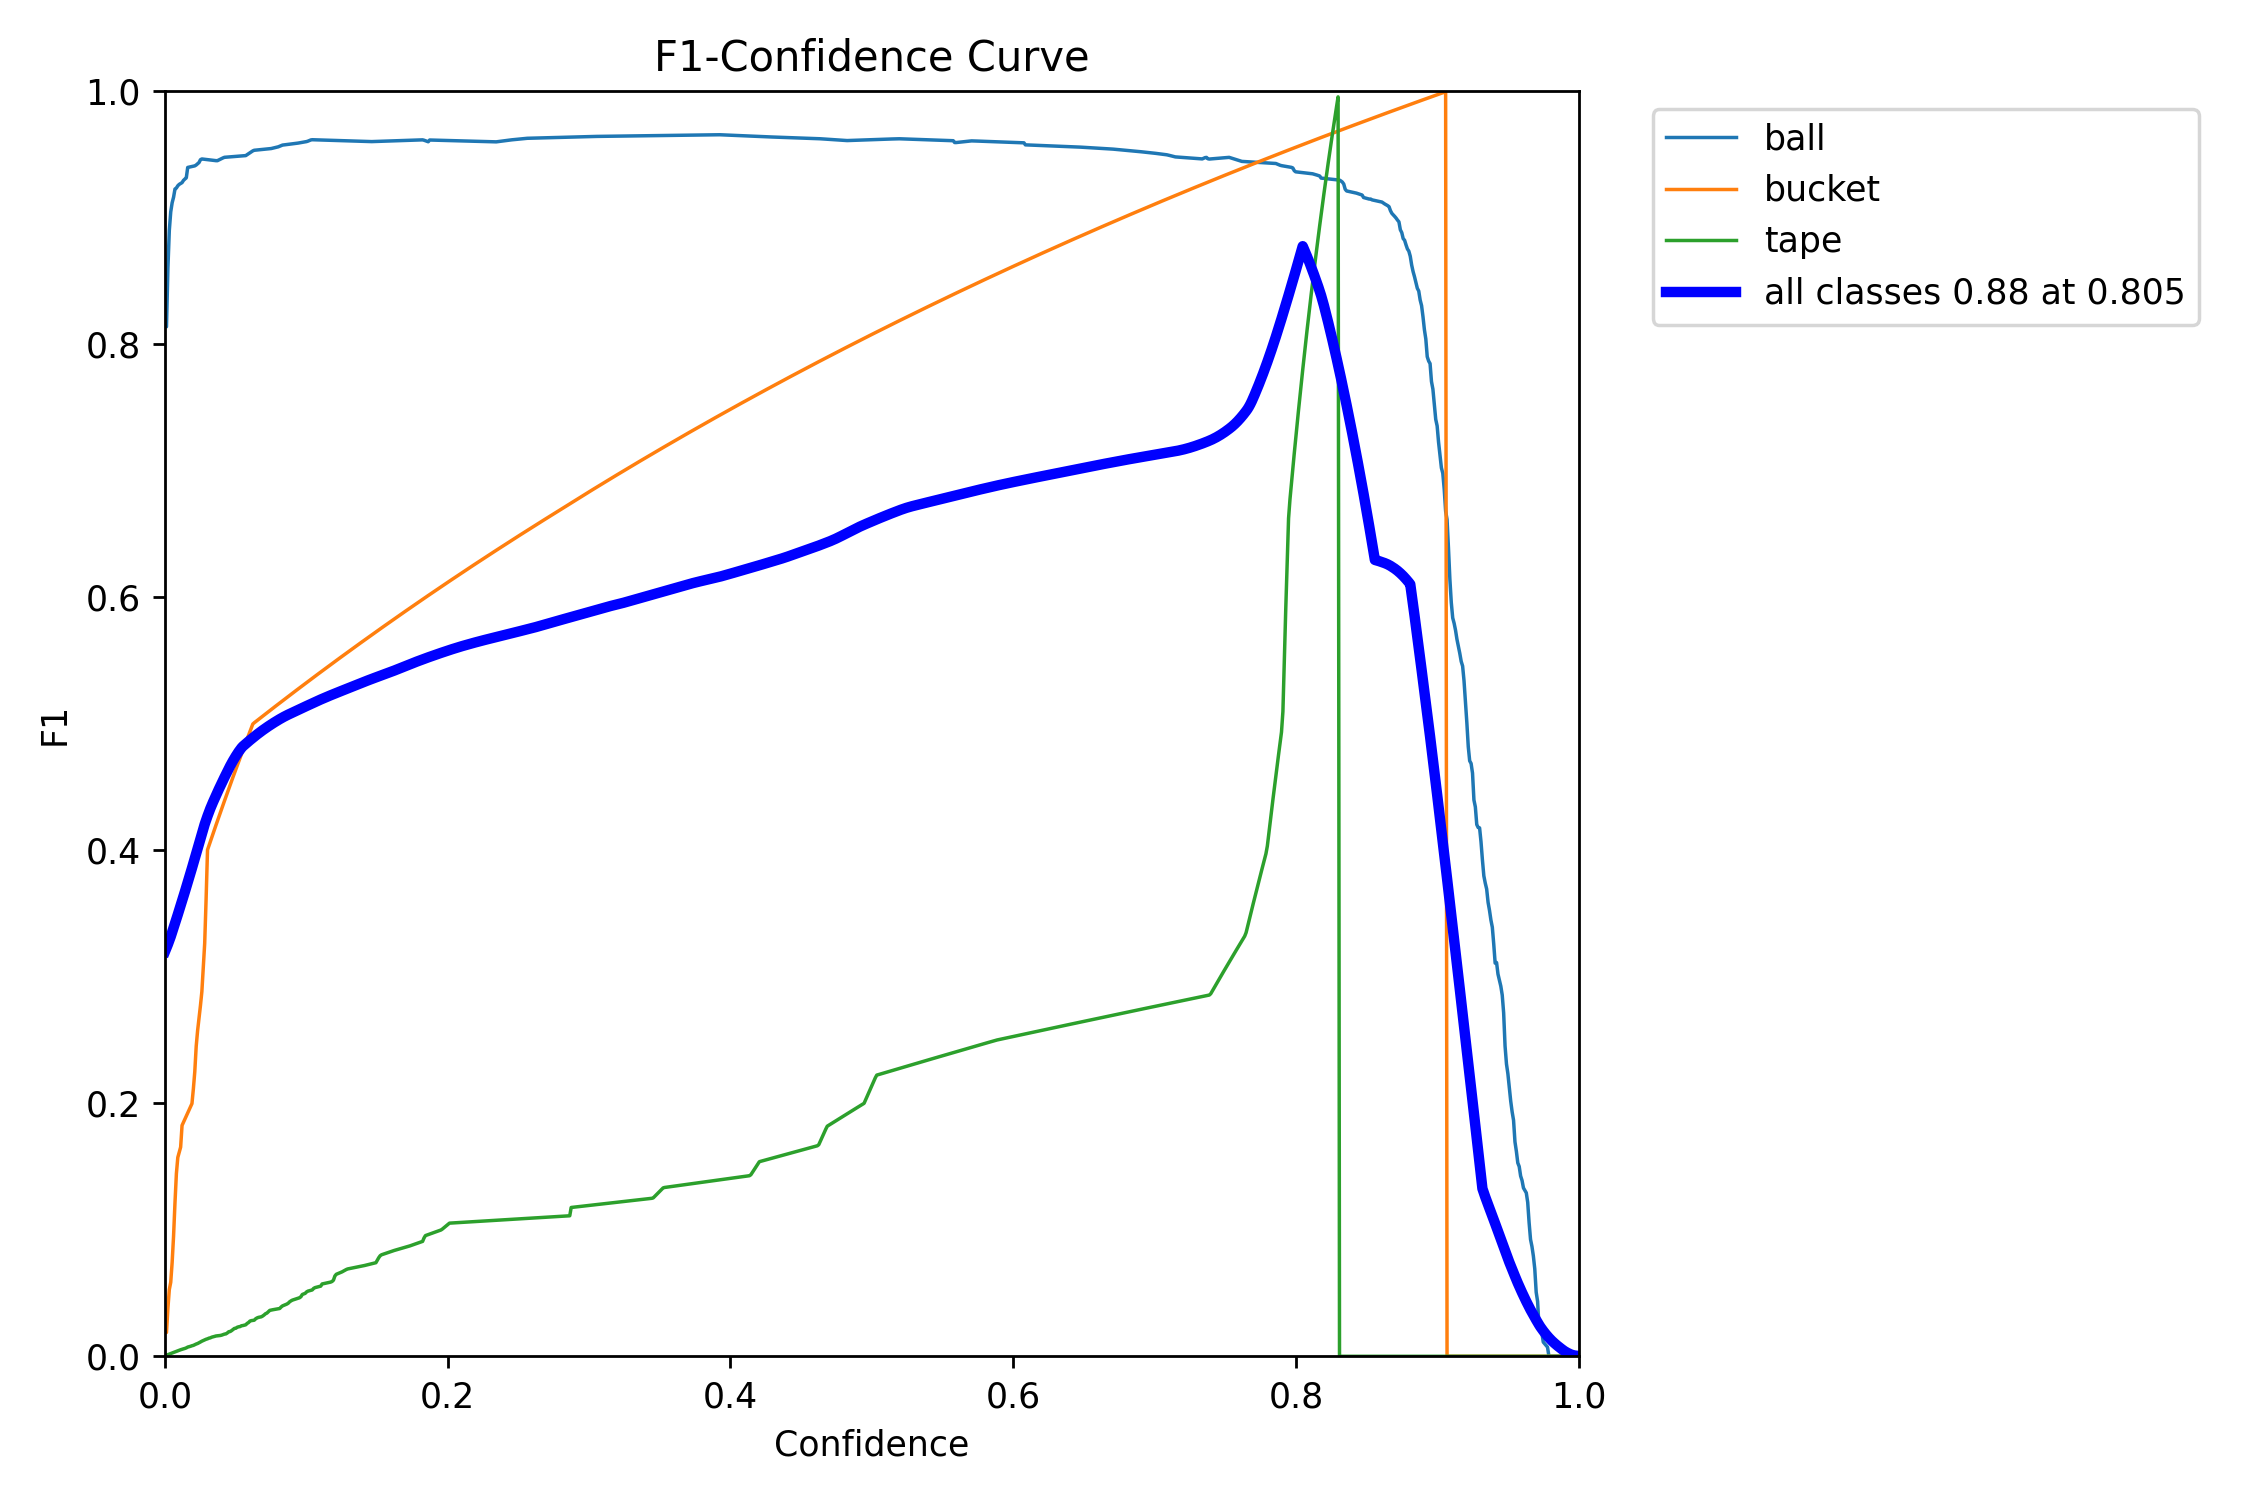 F1-Confidence Curve
1.0
0.8
0.6
0.4
0.2
0.0
F1
0.0 0.2 0.4 0.6 0.8 1.0
Confidence
ball
bucket
tape
all classes 0.88 at 0.805